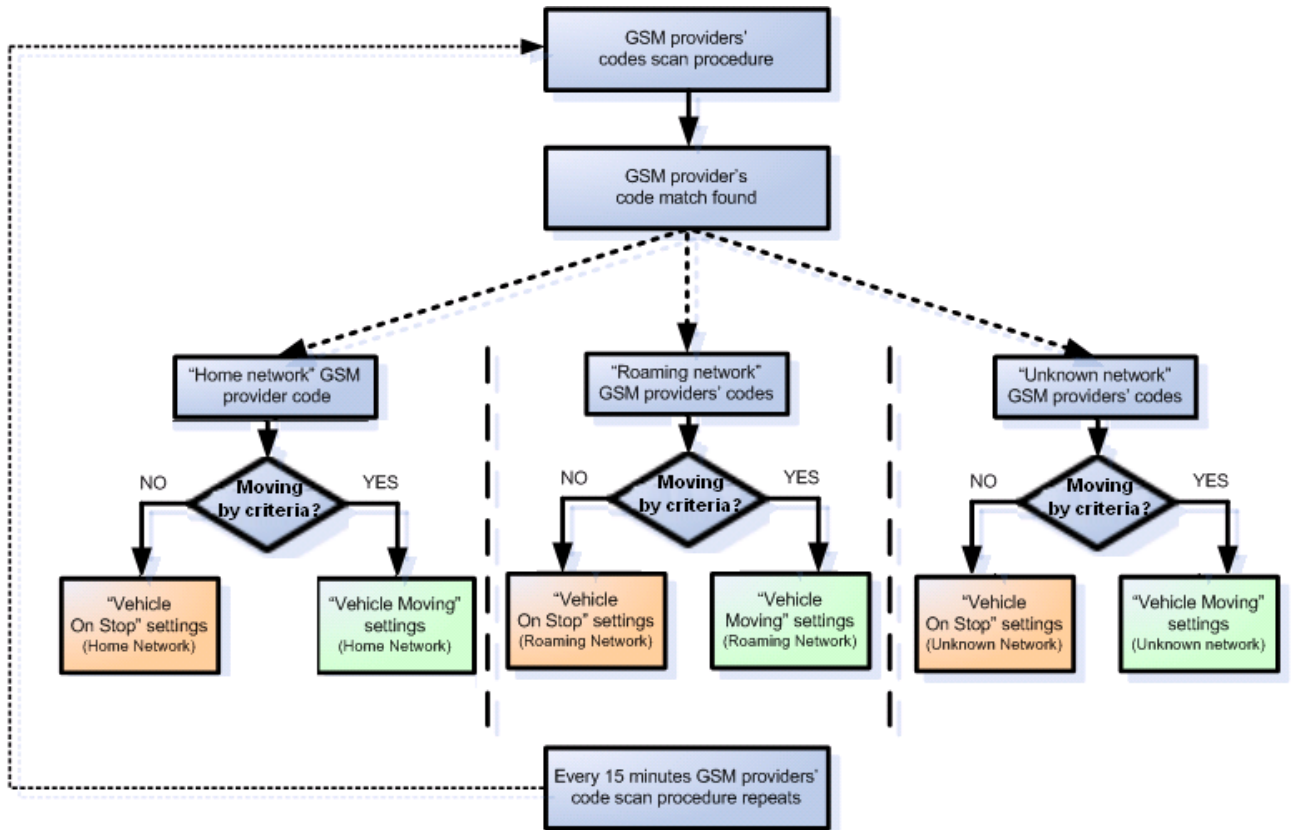 GSM providers'
codes scan procedure
GSM provider's
code match found
“Home network” GSM
provider code
“Roaming network”
GSM providers' codes
“Unknown network”
GSM providers' codes
NO
Moving
by criteria?
YES
NO
Moving
by criteria?
YES
NO
Moving
by criteria?
YES
“Vehicle
On Stop” settings
(Home Network)
“Vehicle Moving”
settings
(Home Network)
“Vehicle
On Stop” settings
(Roaming Network)
“Vehicle
Moving” settings
(Roaming Network)
“Vehicle
On Stop” settings
(Unknown Network)
“Vehicle Moving”
settings
(Unknown network)
Every 15 minutes GSM providers'
code scan procedure repeats